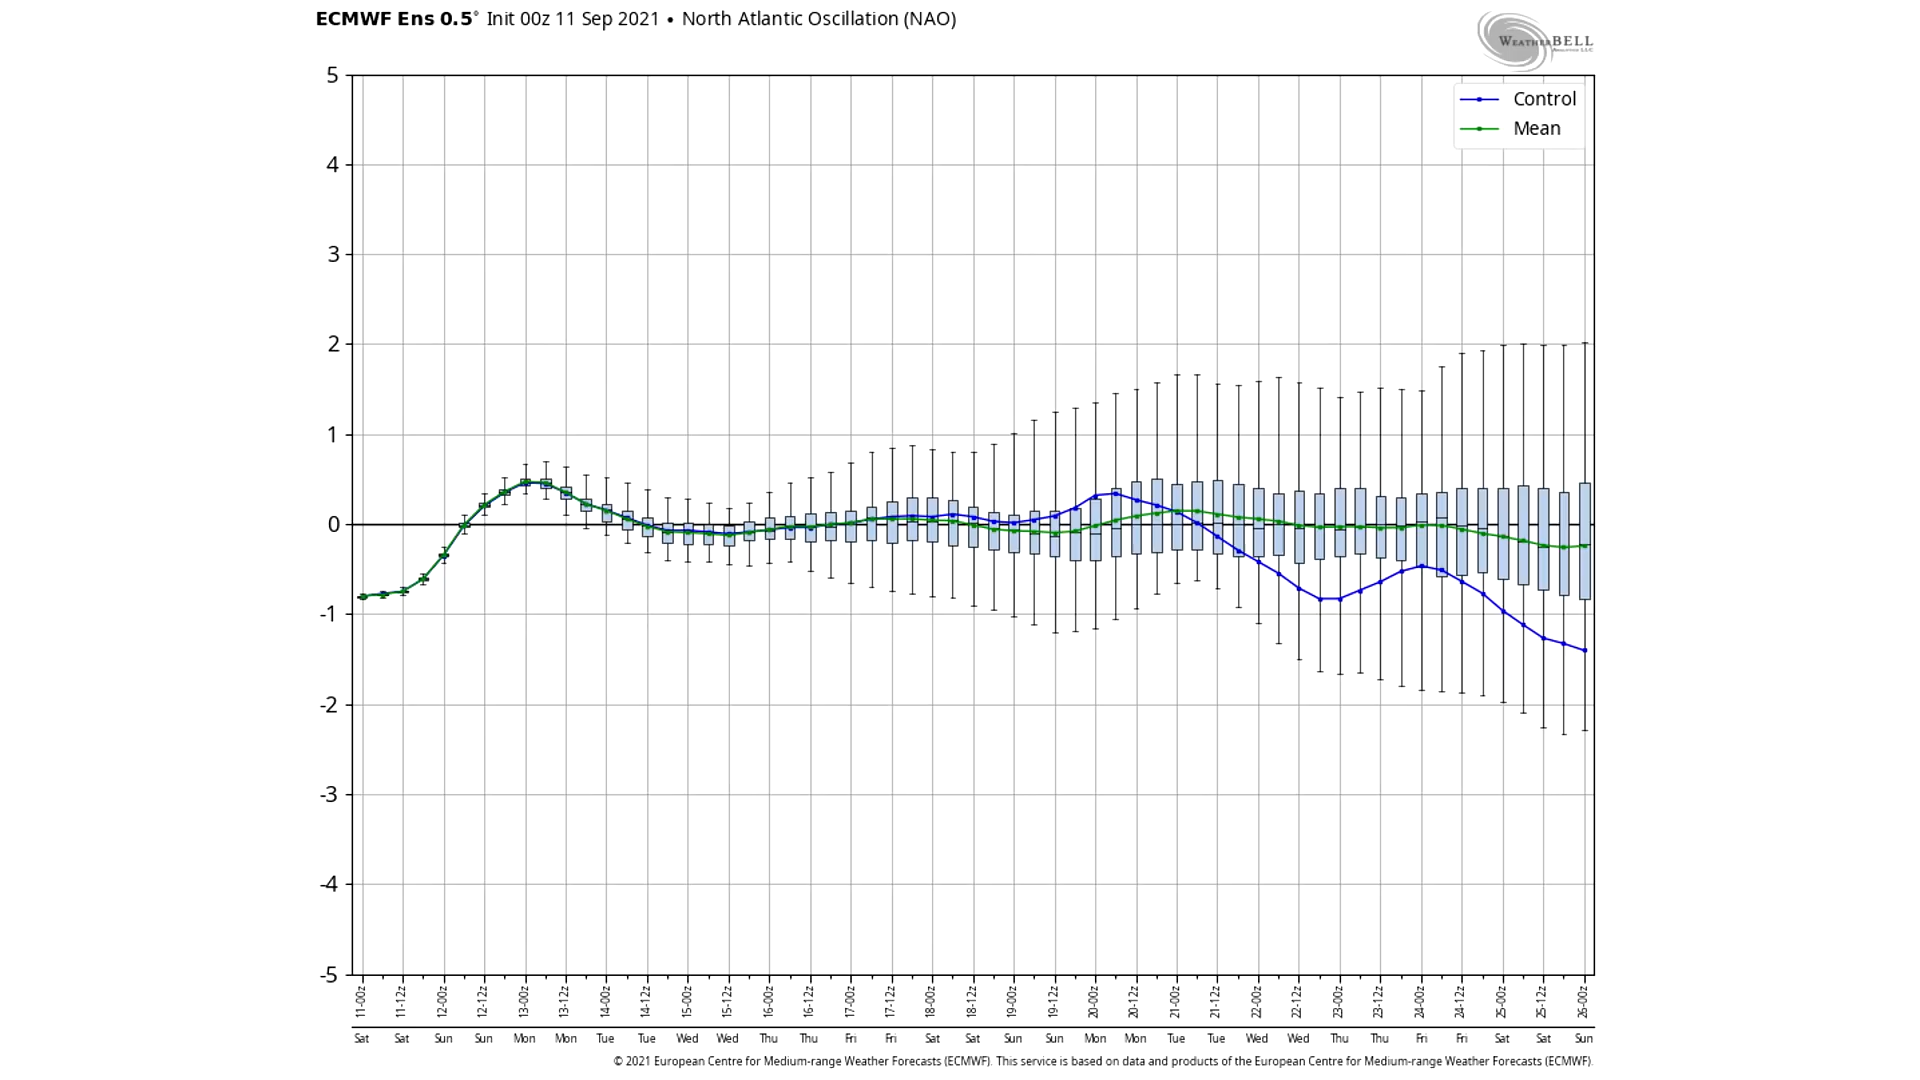 ECMWF Ens 0.5° Init 00z 11 Sep 2021 • North Atlantic Oscillation (NAO)
WEATHERBELL
Analytics LLC
Control
Mean
5
4
3
2
1
0
-1
-2
-3
-4
-5
11-00z 11-12z 12-00z 12-12z 13-00z 13-12z 14-00z 14-12z 15-00z 15-12z 16-00z 16-12z 17-00z 17-12z 18-00z 18-12z 19-00z 19-12z 20-00z 20-12z 21-00z 21-12z 22-00z 22-12z 23-00z 23-12z 24-00z 24-12z 25-00z 25-12z 26-00z
Sat Sat Sun Sun Mon Mon Tue Tue Wed Wed Thu Thu Fri Fri Sat Sat Sun Sun Mon Mon Tue Tue Wed Wed Thu Thu Fri Fri Sat Sat Sun
© 2021 European Centre for Medium-range Weather Forecasts (ECMWF). This service is based on data and products of the European Centre for Medium-range Weather Forecasts (ECMWF).